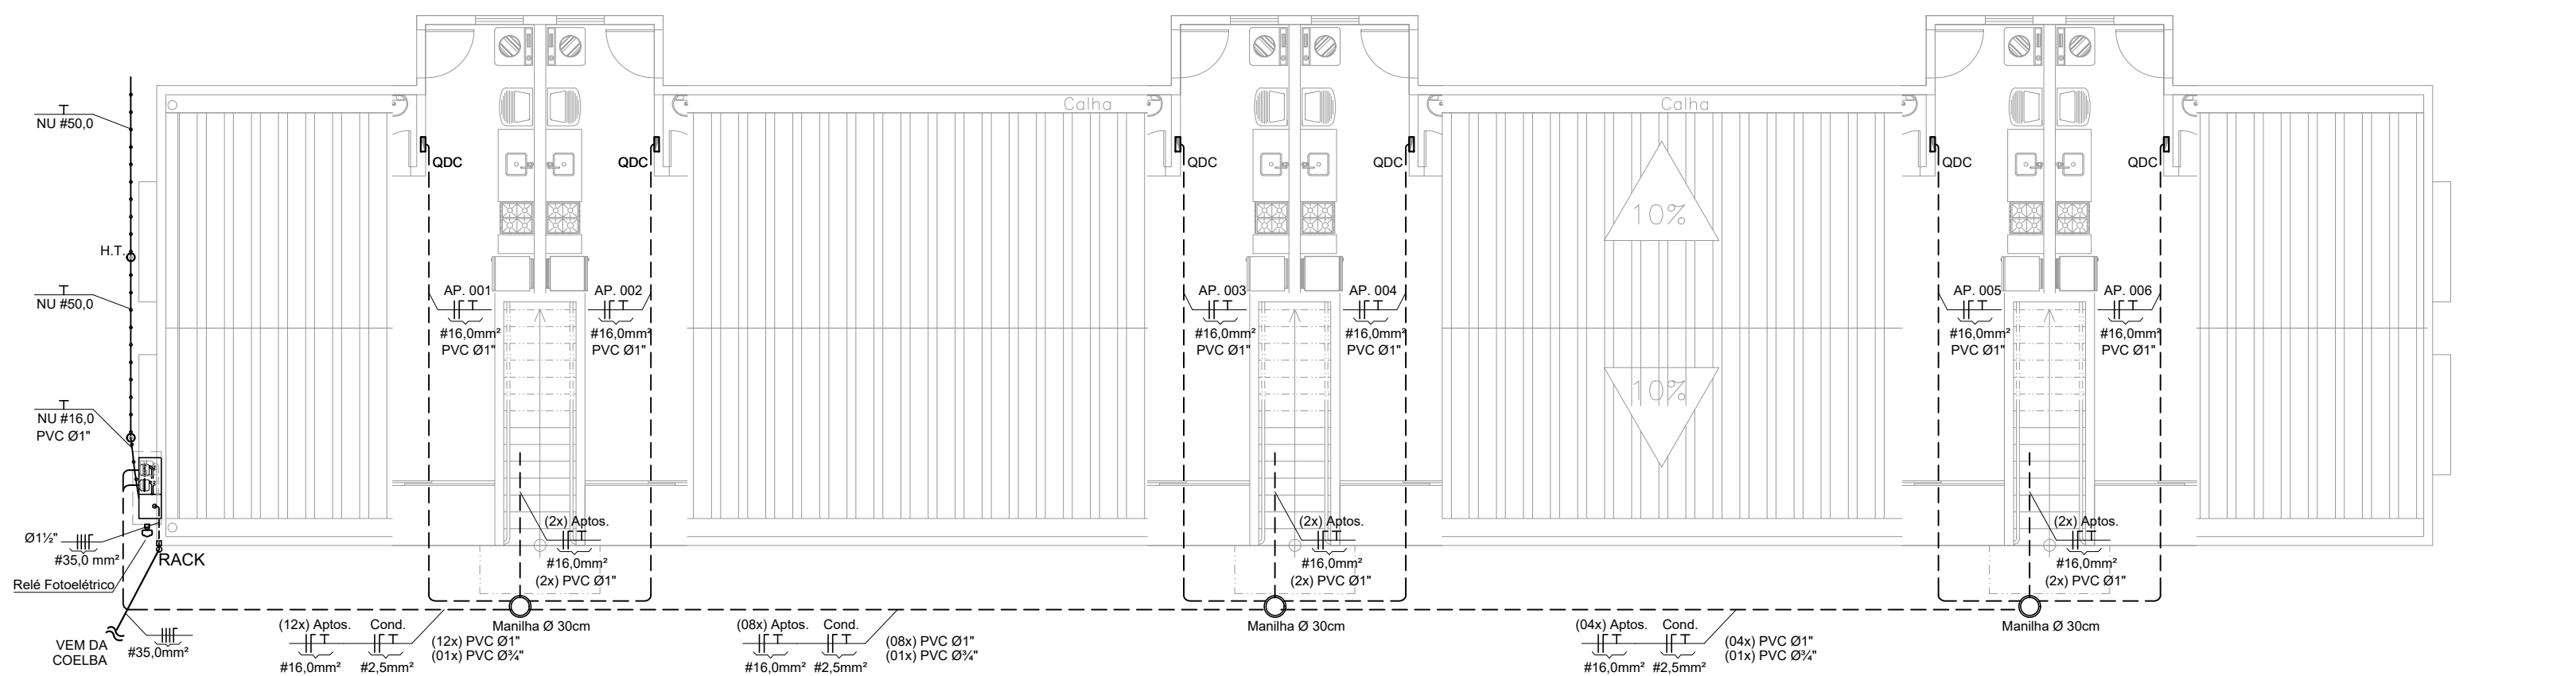 Calha
Calha
NU #50,0
QDC
QDC
QDC
QDC
QDC
QDC
10%
H.T.
NU #50,0
AP. 001
#16,0mm²
PVC Ø1"
AP. 002
#16,0mm²
PVC Ø1"
AP. 003
#16,0mm²
PVC Ø1"
AP. 004
#16,0mm²
PVC Ø1"
AP. 005
#16,0mm²
PVC Ø1"
AP. 006
#16,0mm²
PVC Ø1"
10%
NU #16,0
PVC Ø1"
Ø1½"
#35,0 mm²
RACK
Relé Fotoelétrico
(2x) Aptos.
#16,0mm²
(2x) PVC Ø1"
(2x) Aptos.
#16,0mm²
(2x) PVC Ø1"
(2x) Aptos.
#16,0mm²
(2x) PVC Ø1"
Manilha Ø 30cm
Manilha Ø 30cm
Manilha Ø 30cm
VEM DA
COELBA
#35,0mm²
(12x) Aptos.
#16,0mm²
Cond.
#2,5mm²
(12x) PVC Ø1"
(01x) PVC Ø¾"
(08x) Aptos.
#16,0mm²
Cond.
#2,5mm²
(08x) PVC Ø1"
(01x) PVC Ø¾"
(04x) Aptos.
#16,0mm²
Cond.
#2,5mm²
(04x) PVC Ø1"
(01x) PVC Ø¾"